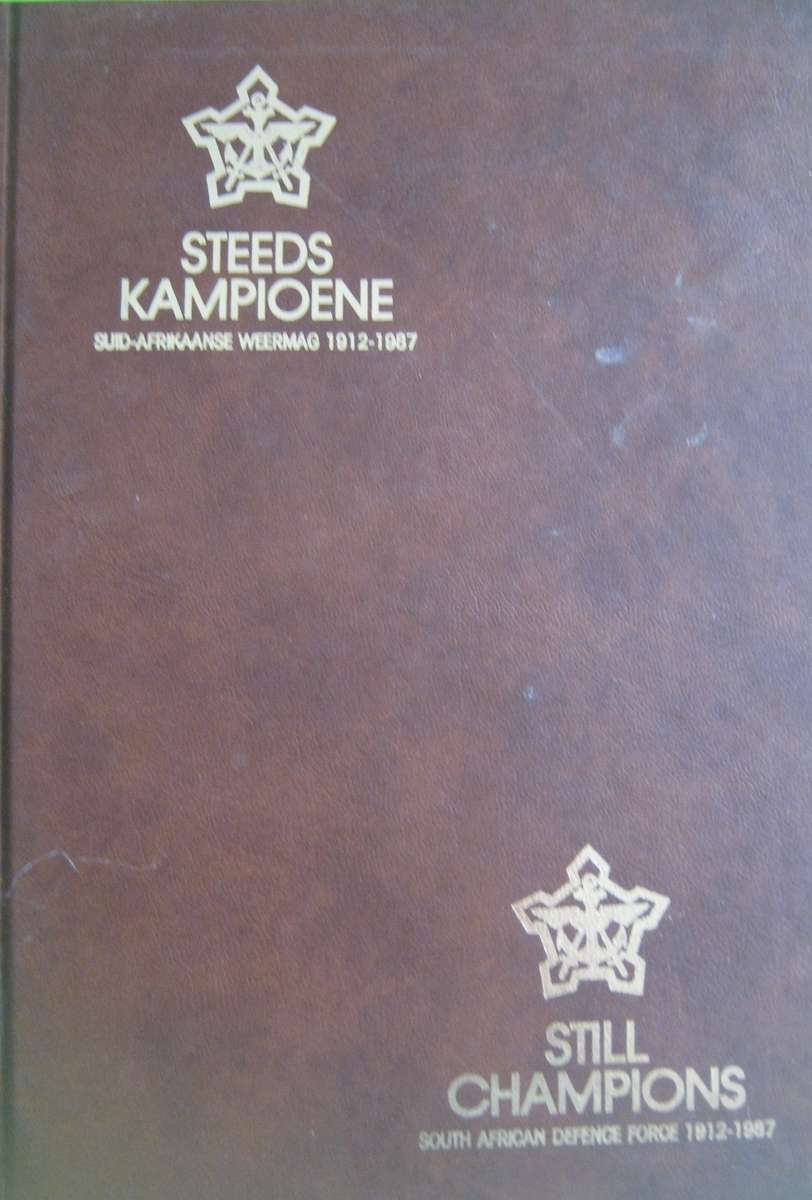 STEEDS
KAMPIOENE
SUID-AFRIKAANSE WEERMAG 1912-1987
STILL
CHAMPIONS
SOUTH AFRICAN DEFENCE FORCE 1912-1987